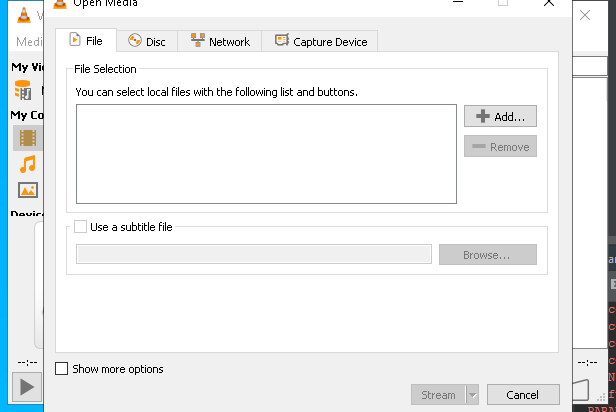 Open Media
V
Medi
File
Disc
Network
Capture Device
My Vi
File Selection
You can select local files with the following list and buttons.
My Co
Add...
Remove
Device
Use a subtitle file
Browse...
--:--
--:--
Show more options
Stream
Cancel